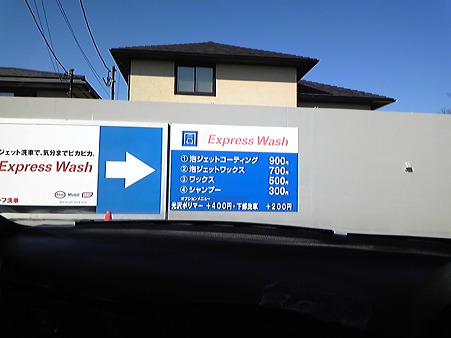 ジェット洗車で、気分までピカピカ。
Express Wash
Esso Mobil
フ洗車
Express Wash
① 泡ジェットコーティング 900円
② 泡ジェットワックス 700円
③ ワックス 500円
④ シャンプー 300円
オプションメニュー
光沢ポリマー +400円・下部洗車 +200円